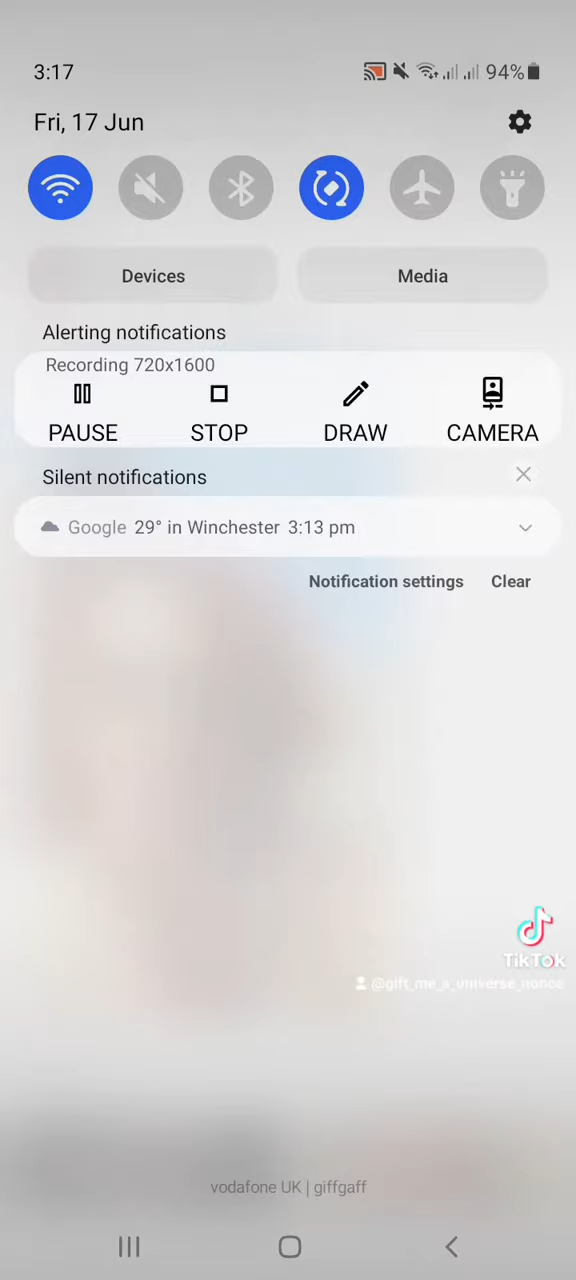 3:17 94%
Fri, 17 Jun
Devices Media
Alerting notifications
Recording 720x1600
PAUSE STOP DRAW CAMERA
Silent notifications
Google 29° in Winchester 3:13 pm
Notification settings Clear
TikTok
@gift_me_a_universe_nonce
vodafone UK | giffgaff